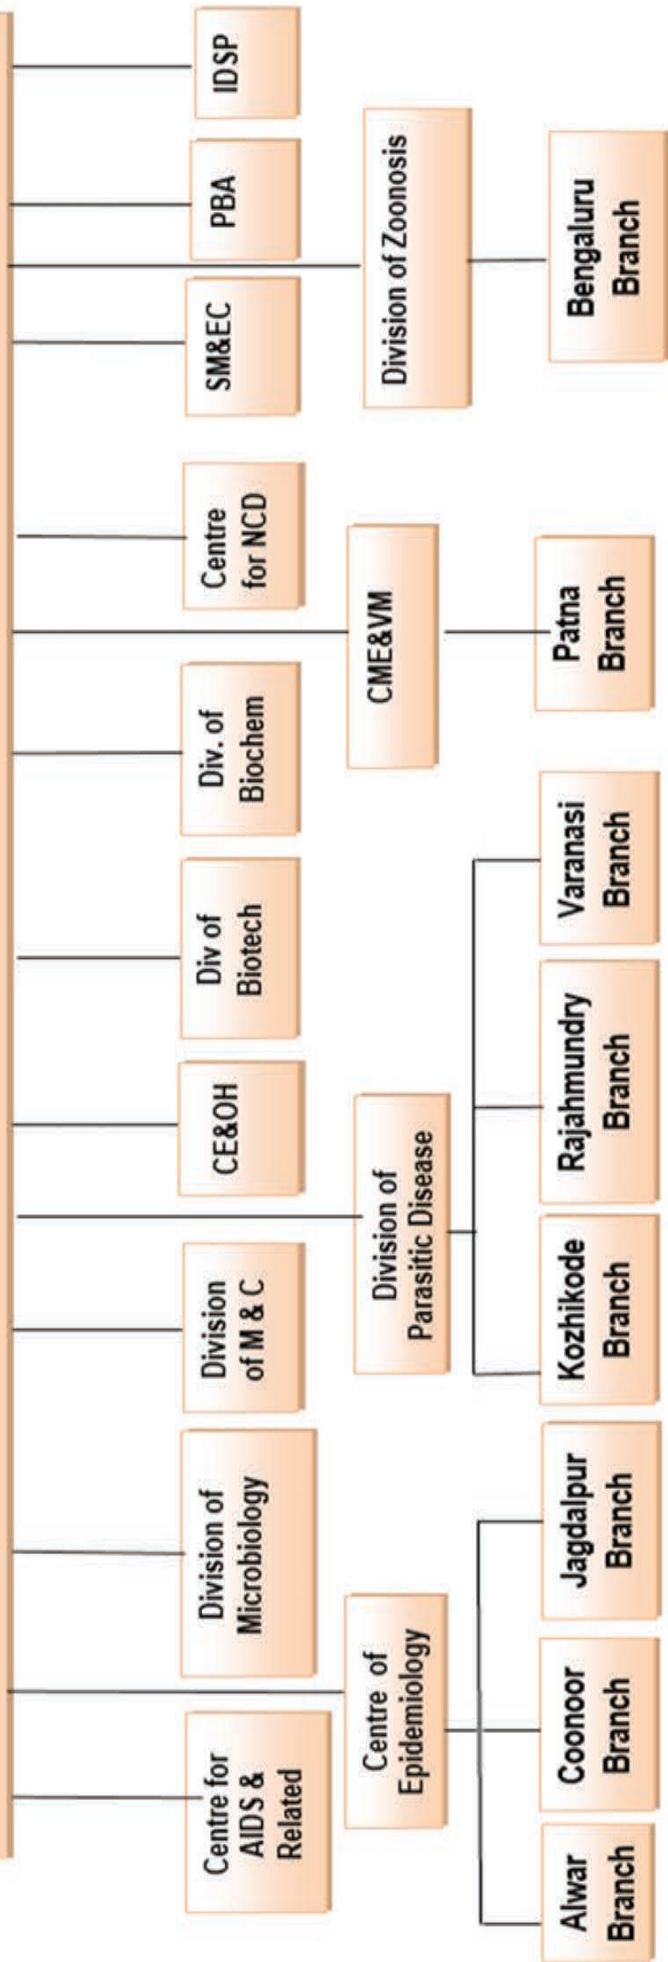 Centre for
AIDS &
Related
Division of
Microbiology
Division
of M & C
CE&OH
Div of
Biotech
Div. of
Biochem
Centre
for NCD
SM&EC
PBA
IDSP
Centre of
Epidemiology
Division of
Parasitic Disease
CME&VM
Division of Zoonosis
Alwar
Branch
Coonoor
Branch
Jagdalpur
Branch
Kozhikode
Branch
Rajahmundry
Branch
Varanasi
Branch
Patna
Branch
Bengaluru
Branch